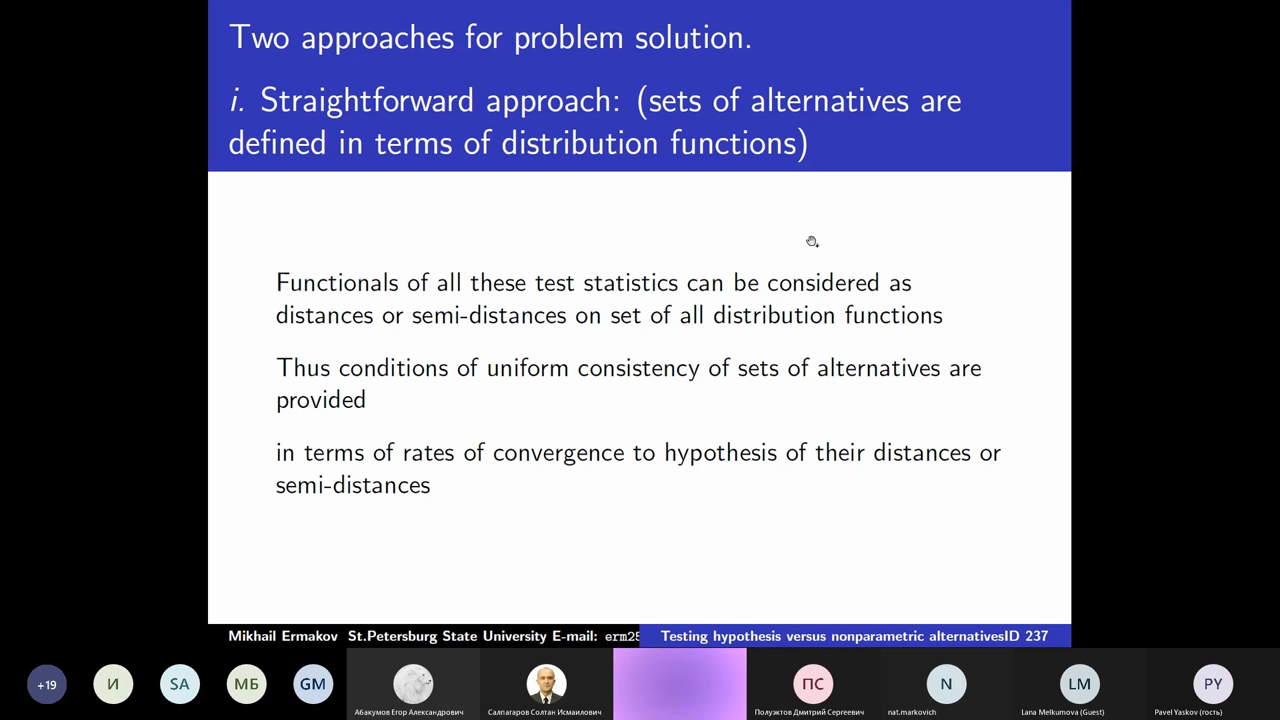 Two approaches for problem solution.
i. Straightforward approach: (sets of alternatives are
defined in terms of distribution functions)
Functionals of all these test statistics can be considered as
distances or semi-distances on set of all distribution functions
Thus conditions of uniform consistency of sets of alternatives are
provided
in terms of rates of convergence to hypothesis of their distances or
semi-distances
Mikhail Ermakov St.Petersburg State University E-mail: erm25
Testing hypothesis versus nonparametric alternativesID 237
+19
И
SA
МБ
GM
ПС
N
LM
PY
Абакумов Егор Александрович
Салпагаров Солтан Исмаилович
Полуэктов Дмитрий Сергеевич
nat.markovich
Lana Melkumova (Guest)
Pavel Yaskov (гость)